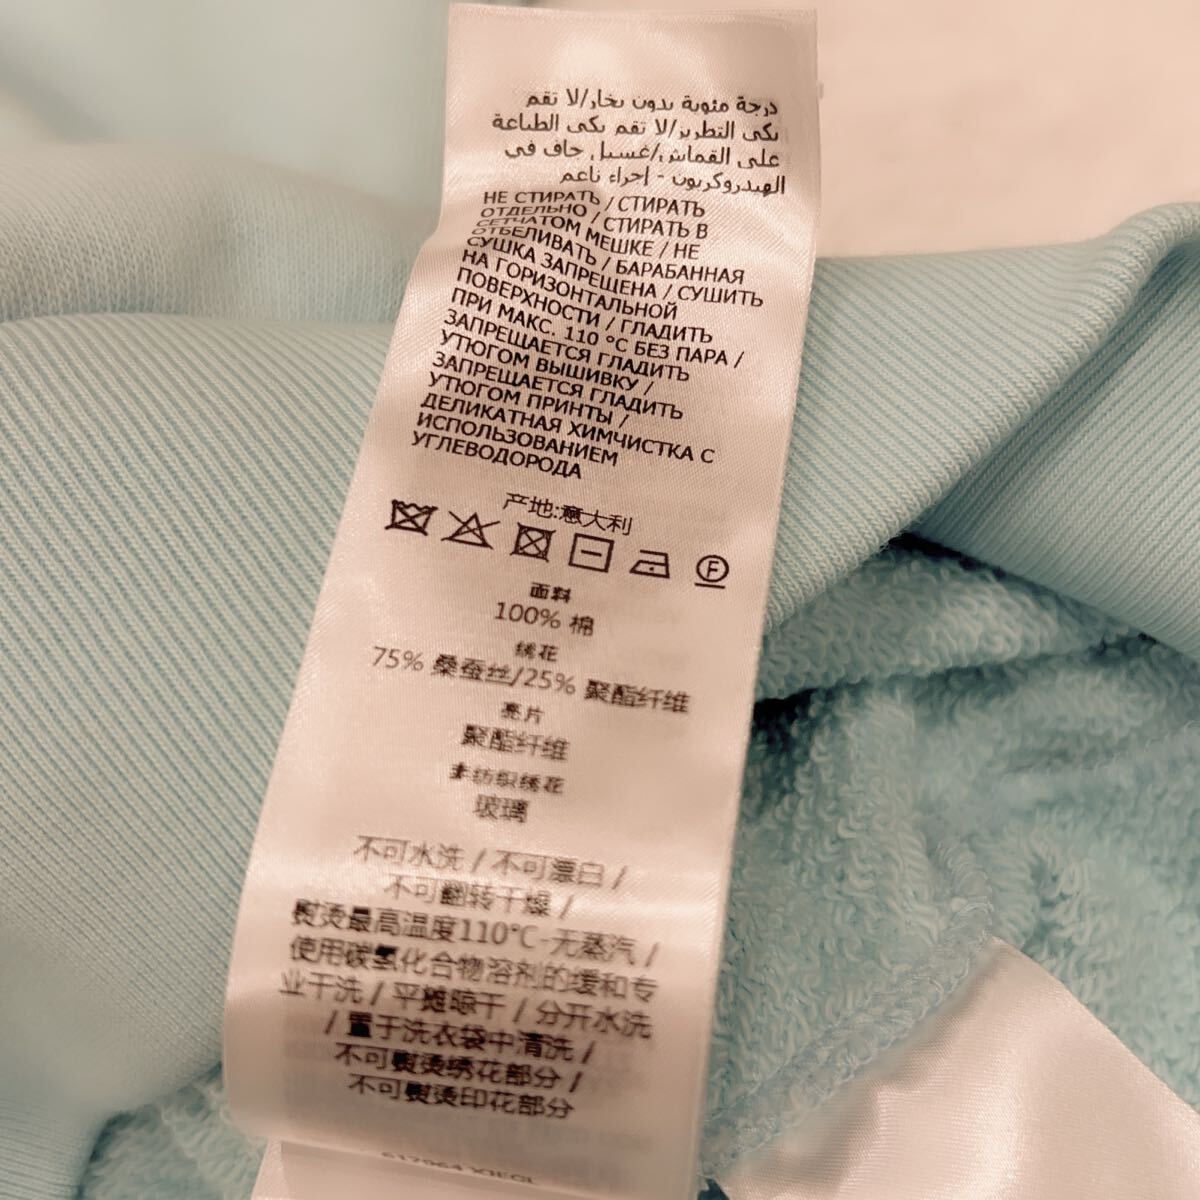 درجة مئوية بدون بخار/لا تقم
بكي التطريز/لا تقم بكي الطباعة
على القماش/غسيل جاف في
الهيدروكربون - إجراء ناعم
НЕ СТИРАТЬ / СТИРАТЬ
ОТДЕЛЬНО / СТИРАТЬ В
СЕТЧАТОМ МЕШКЕ / НЕ
ОТБЕЛИВАТЬ / БАРАБАННАЯ
СУШКА ЗАПРЕЩЕНА / СУШИТЬ
НА ГОРИЗОНТАЛЬНОЙ
ПОВЕРХНОСТИ / ГЛАДИТЬ
ПРИ МАКС. 110 °C БЕЗ ПАРА /
ЗАПРЕЩАЕТСЯ ГЛАДИТЬ
УТЮГОМ ВЫШИВКУ /
ЗАПРЕЩАЕТСЯ ГЛАДИТЬ
УТЮГОМ ПРИНТЫ /
ДЕЛИКАТНАЯ ХИМЧИСТКА С
ИСПОЛЬЗОВАНИЕМ
УГЛЕВОДОРОДА
产地:意大利
F
面料
100% 棉
绣花
75% 桑蚕丝/25% 聚酯纤维
亮片
聚酯纤维
非纺织绣花
玻璃
不可水洗 / 不可漂白 /
不可翻转干燥 /
熨烫最高温度110℃-无蒸汽 /
使用碳氢化合物溶剂的缓和专
业干洗 / 平摊晾干 / 分开水洗
/ 置于洗衣袋中清洗 /
不可熨烫绣花部分 /
不可熨烫印花部分